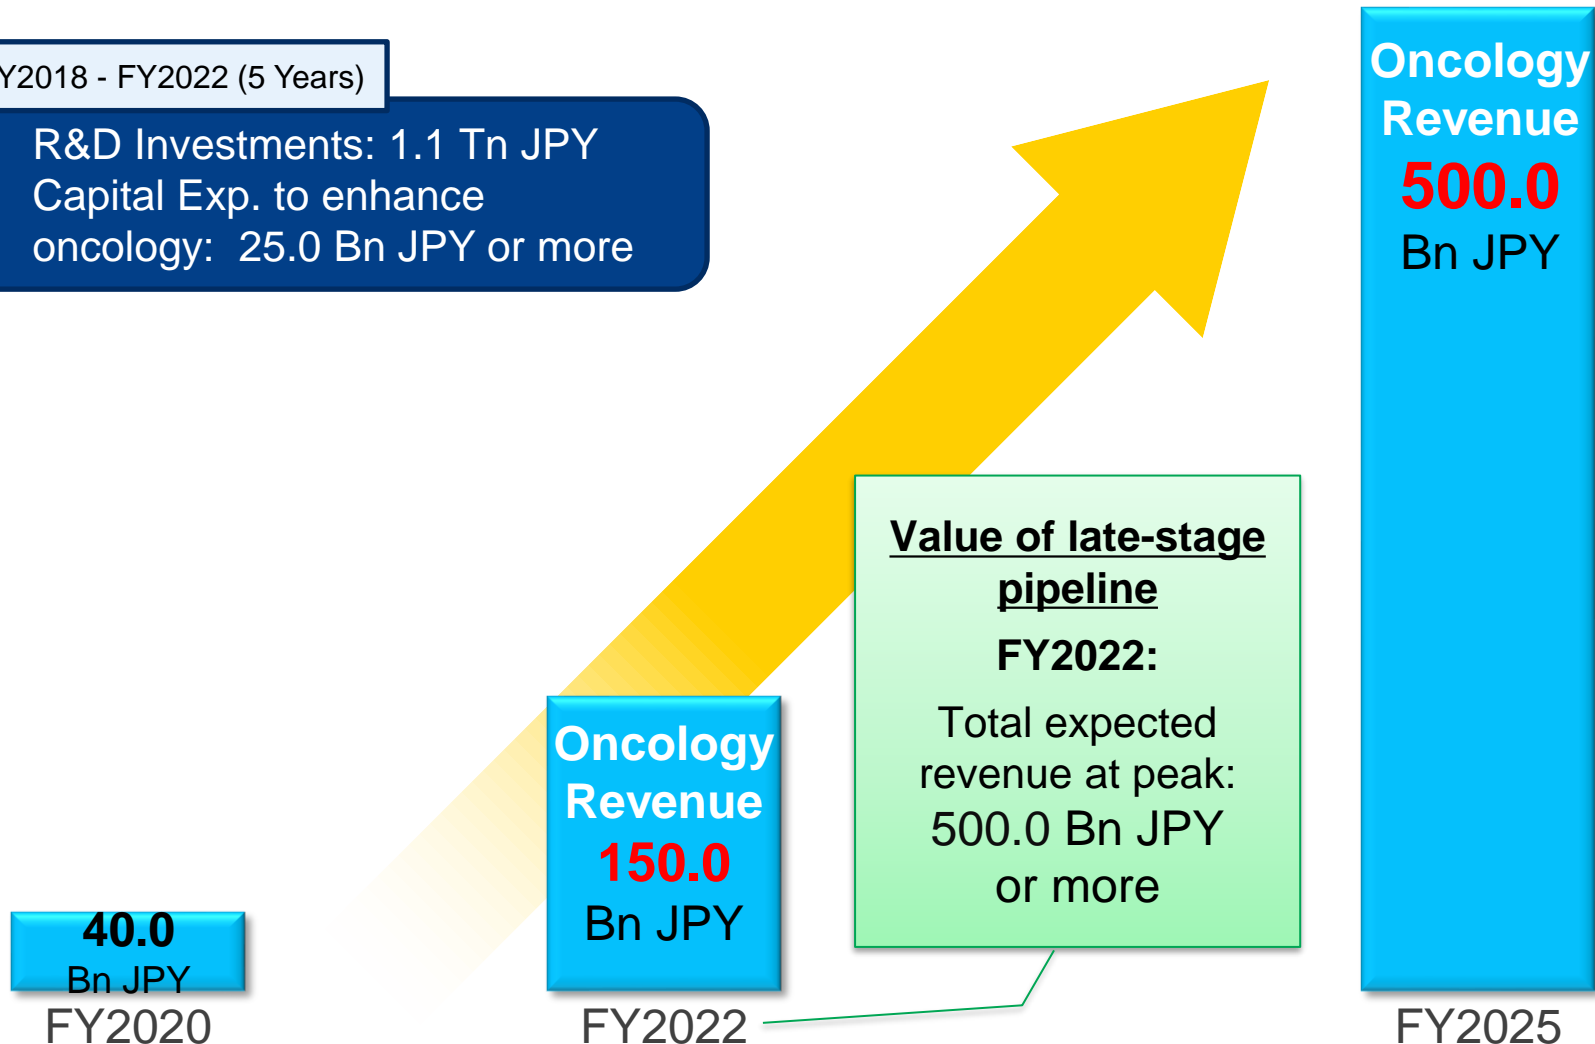 Y2018 - FY2022 (5 Years)
R&D Investments: 1.1 Tn JPY
Capital Exp. to enhance
oncology: 25.0 Bn JPY or more
Oncology
Revenue
500.0
Bn JPY
Value of late-stage
pipeline
FY2022:
Total expected
revenue at peak:
500.0 Bn JPY
or more
Oncology
Revenue
150.0
Bn JPY
40.0
Bn JPY
FY2020
FY2022
FY2025